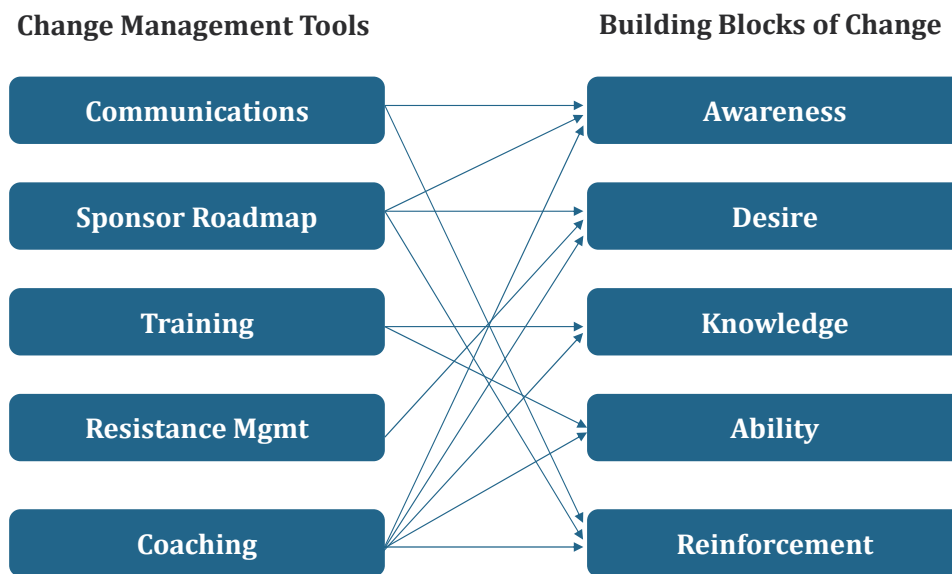 Change Management Tools
Building Blocks of Change
Communications
Awareness
Sponsor Roadmap
Desire
Training
Knowledge
Resistance Mgmt
Ability
Coaching
Reinforcement